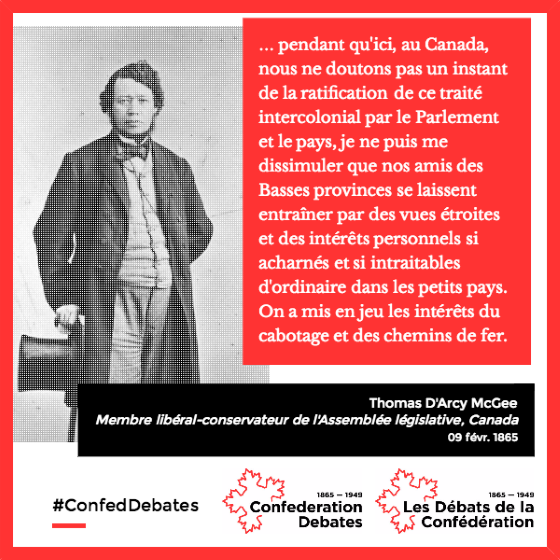 ... pendant qu'ici, au Canada,
nous ne doutons pas un instant
de la ratification de ce traité
intercolonial par le Parlement
et le pays, je ne puis me
dissimuler que nos amis des
Basses provinces se laissent
entraîner par des vues étroites
et des intérêts personnels si
acharnés et si intraitables
d'ordinaire dans les petits pays.
On a mis en jeu les intérêts du
cabotage et des chemins de fer.
Thomas D'Arcy McGee
Membre libéral-conservateur de l'Assemblée législative, Canada
09 févr. 1865
#ConfedDebates
1865 — 1949
Confederation
Debates
1865 — 1949
Les Débats de la
Confédération